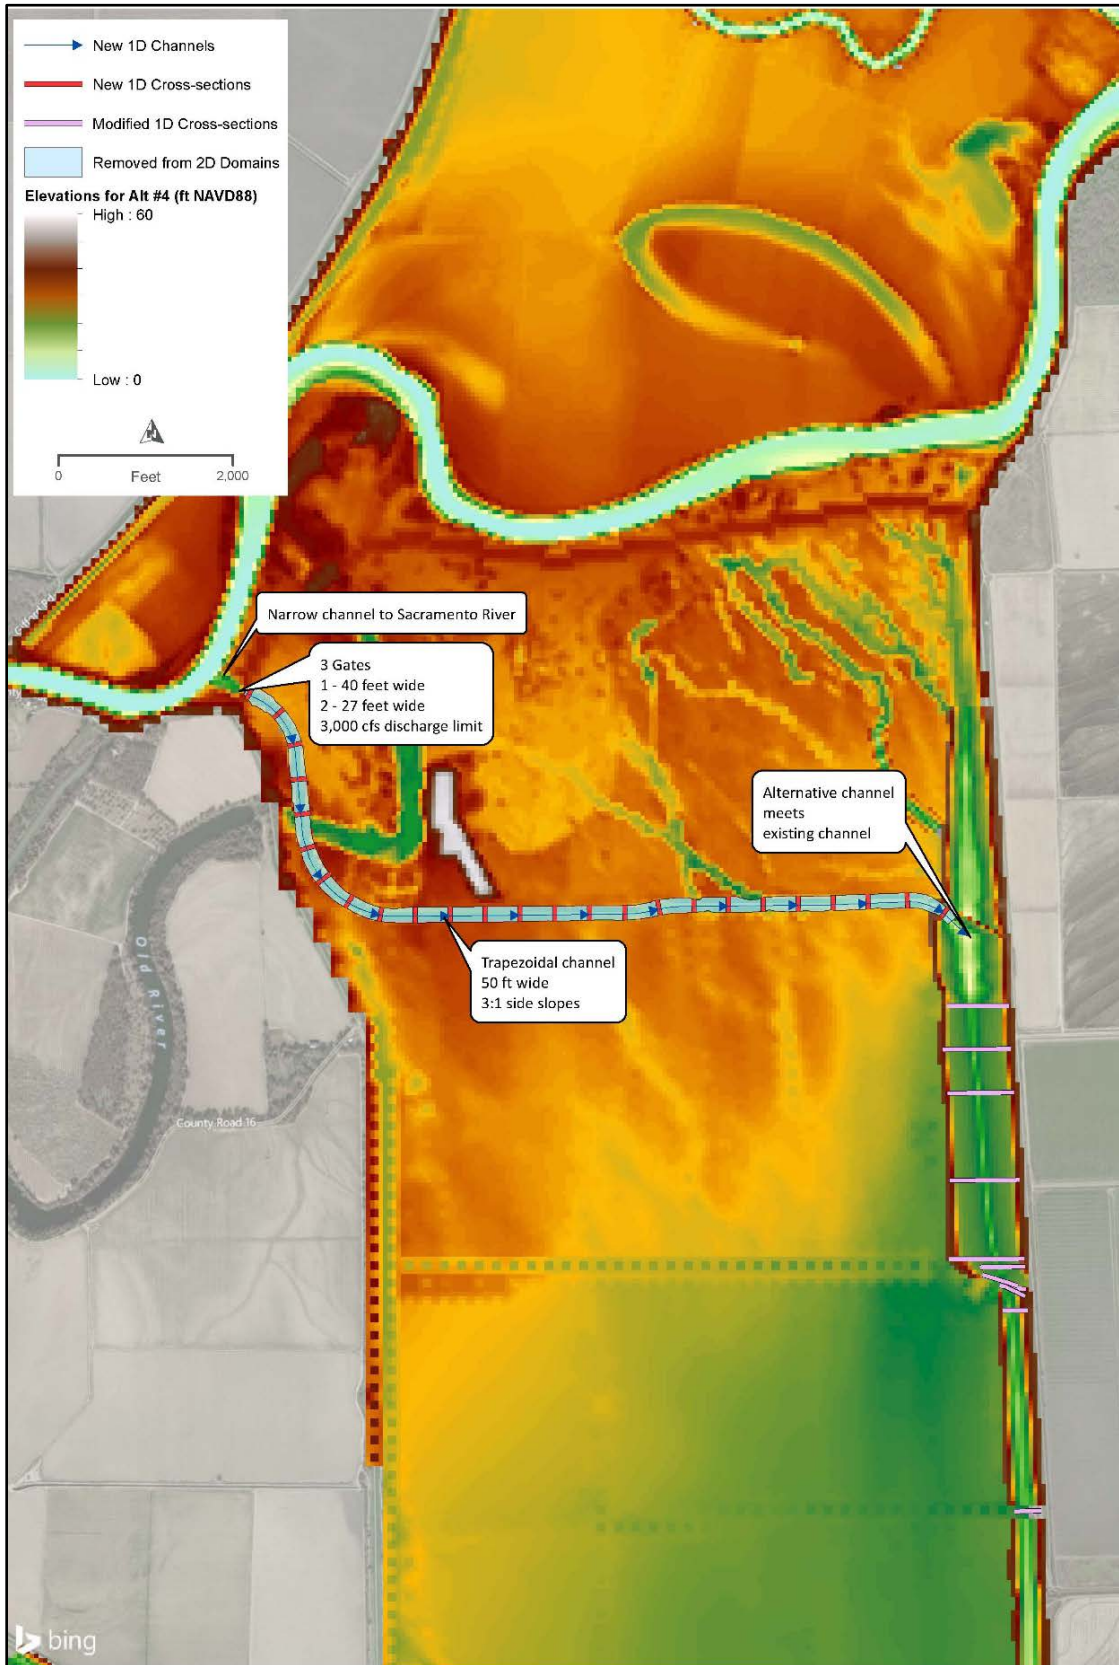 New 1D Channels
New 1D Cross-sections
Modified 1D Cross-sections
Removed from 2D Domains
Elevations for Alt #4 (ft NAVD88)
High : 60
Low : 0
N
0 2,000
Feet
Narrow channel to Sacramento River
3 Gates
1 - 40 feet wide
2 - 27 feet wide
3,000 cfs discharge limit
Alternative channel
meets
existing channel
Trapezoidal channel
50 ft wide
3:1 side slopes
Old River
County Road 16
bing